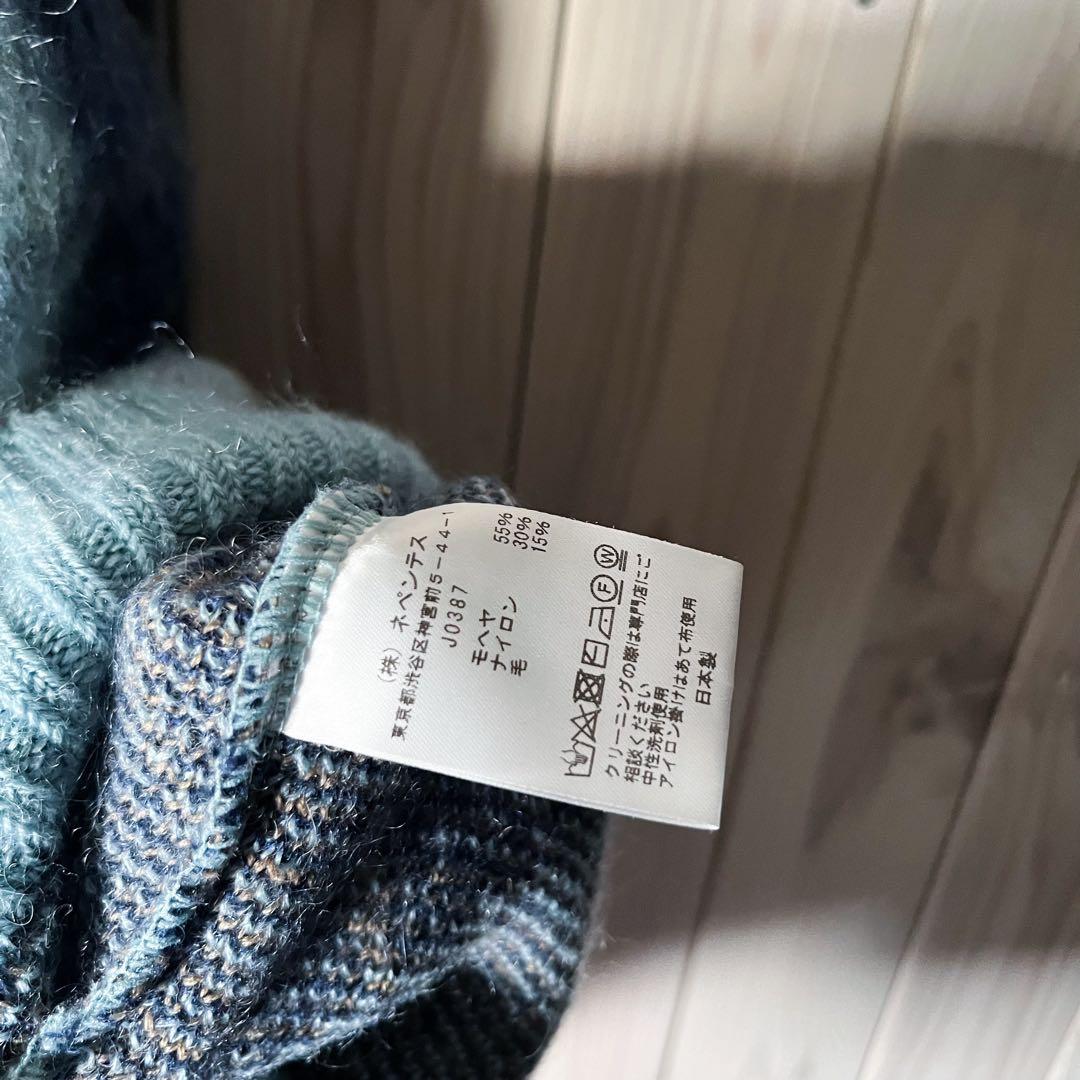 (株) ネペンテス
東京都渋谷区神宮前5-44-1
J0387
モヘヤ 55%
ナイロン 30%
毛 15%
F W
クリーニングの際は専門店にご
相談ください
中性洗剤使用
アイロン掛けはあて布使用
日本製